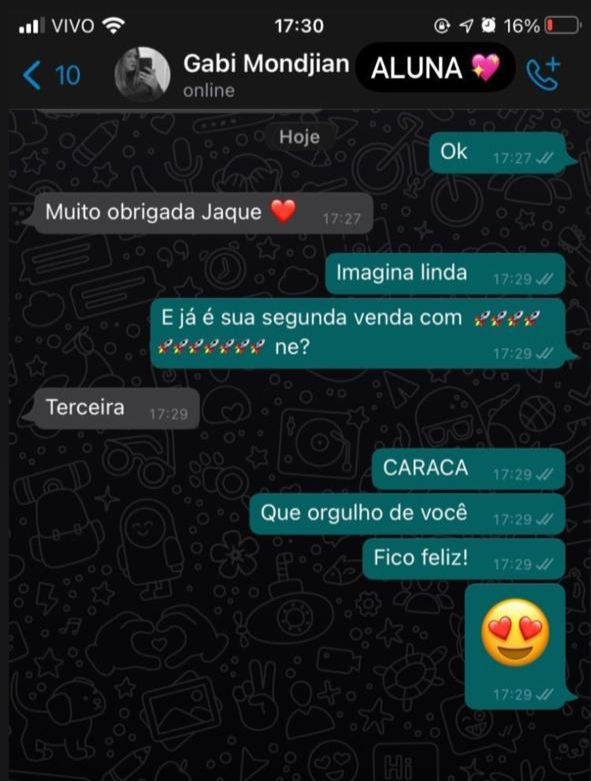 VIVO 17:30 16%
10 Gabi Mondjian ALUNA 💖
online
Hoje
Ok 17:27
Muito obrigada Jaque ❤️ 17:27
Imagina linda 17:29
E já é sua segunda venda com 🚀🚀🚀🚀
🚀🚀🚀🚀🚀🚀🚀 ne? 17:29
Terceira 17:29
CARACA 17:29
Que orgulho de você 17:29
Fico feliz! 17:29
😍
17:29
Hi